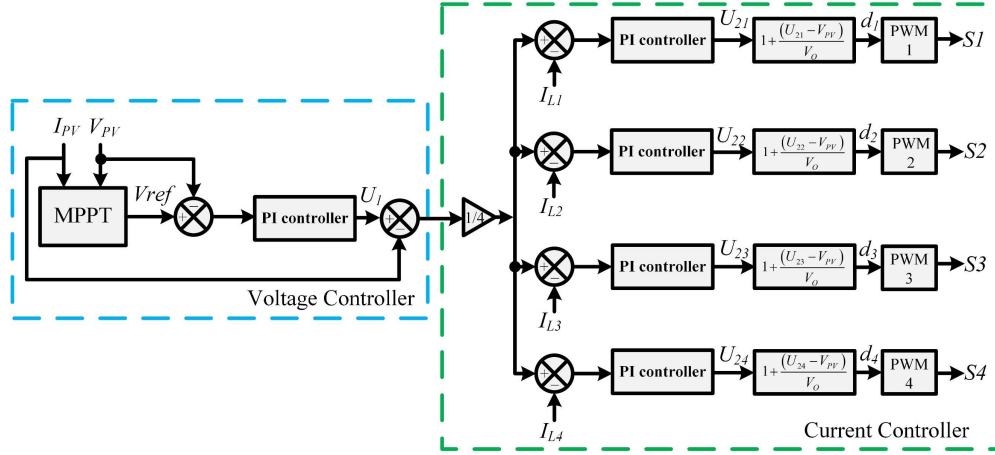 I_PV V_PV
MPPT
Vref
+ −
PI controller
U_1
+ −
Voltage Controller
1/4
+ −
I_L1
PI controller
U_21
1+(U_21−V_PV)/V_O
d_1
PWM
1
S1
+ −
I_L2
PI controller
U_22
1+(U_22−V_PV)/V_O
d_2
PWM
2
S2
+ −
I_L3
PI controller
U_23
1+(U_23−V_PV)/V_O
d_3
PWM
3
S3
+ −
I_L4
PI controller
U_24
1+(U_24−V_PV)/V_O
d_4
PWM
4
S4
Current Controller